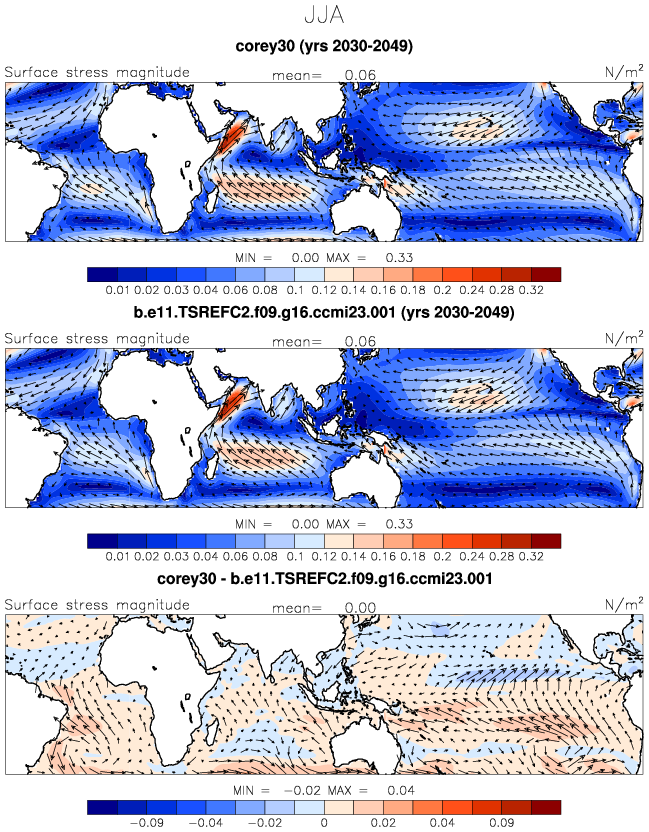 JJA
corey30 (yrs 2030-2049)
Surface stress magnitude mean= 0.06 N/m²
MIN = 0.00 MAX = 0.33
0.01 0.02 0.03 0.04 0.06 0.08 0.1 0.12 0.14 0.16 0.18 0.2 0.24 0.28 0.32
b.e11.TSREFC2.f09.g16.ccmi23.001 (yrs 2030-2049)
Surface stress magnitude mean= 0.06 N/m²
MIN = 0.00 MAX = 0.33
0.01 0.02 0.03 0.04 0.06 0.08 0.1 0.12 0.14 0.16 0.18 0.2 0.24 0.28 0.32
corey30 - b.e11.TSREFC2.f09.g16.ccmi23.001
Surface stress magnitude mean= 0.00 N/m²
MIN = −0.02 MAX = 0.04
−0.09 −0.04 −0.02 0 0.02 0.04 0.09